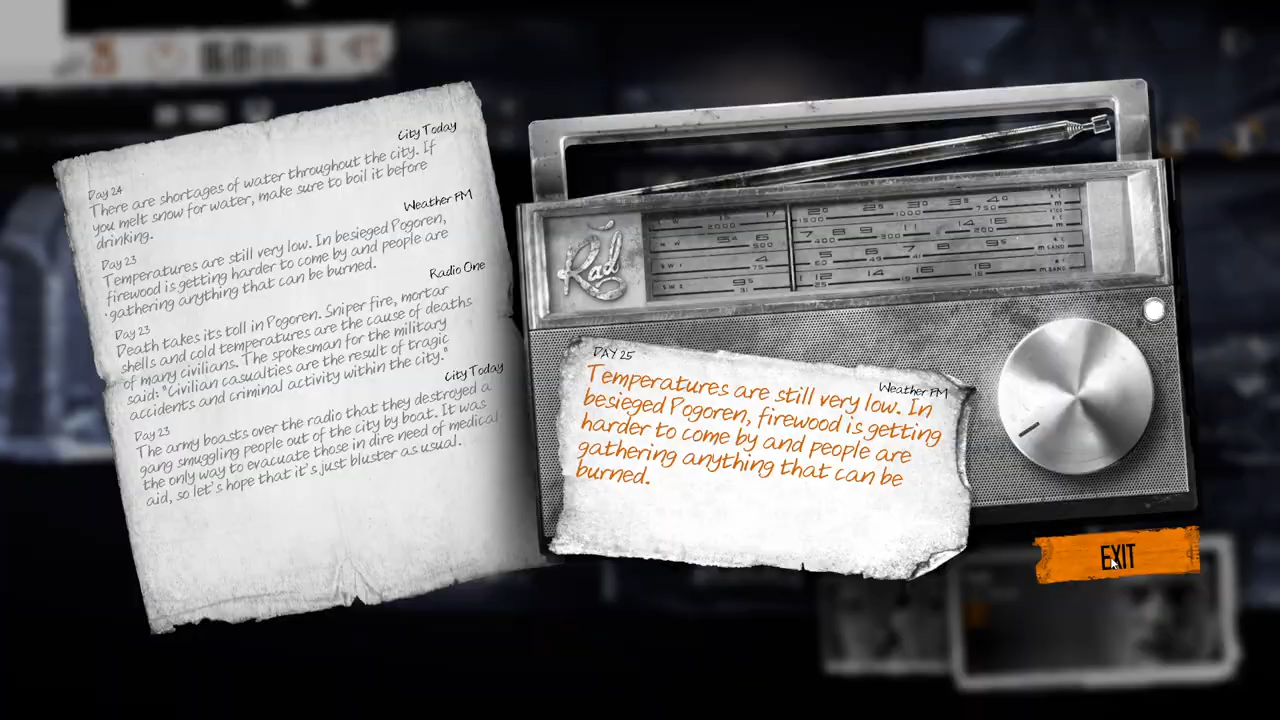 City Today
Day 24
There are shortages of water throughout the city. If
you melt snow for water, make sure to boil it before
drinking.
Weather FM
Day 23
Temperatures are still very low. In besieged Pogoren,
firewood is getting harder to come by and people are
gathering anything that can be burned.
Radio One
Day 23
Death takes its toll in Pogoren. Sniper fire, mortar
shells and cold temperatures are the cause of deaths
of many civilians. The spokesman for the military
said: "Civilian casualties are the result of tragic
accidents and criminal activity within the city."
City Today
Day 23
The army boasts over the radio that they destroyed a
gang smuggling people out of the city by boat. It was
the only way to evacuate those in dire need of medical
aid, so let's hope that it's just bluster as usual.
Rad
DAY 25
Weather FM
Temperatures are still very low. In
besieged Pogoren, firewood is getting
harder to come by and people are
gathering anything that can be
burned.
EXIT